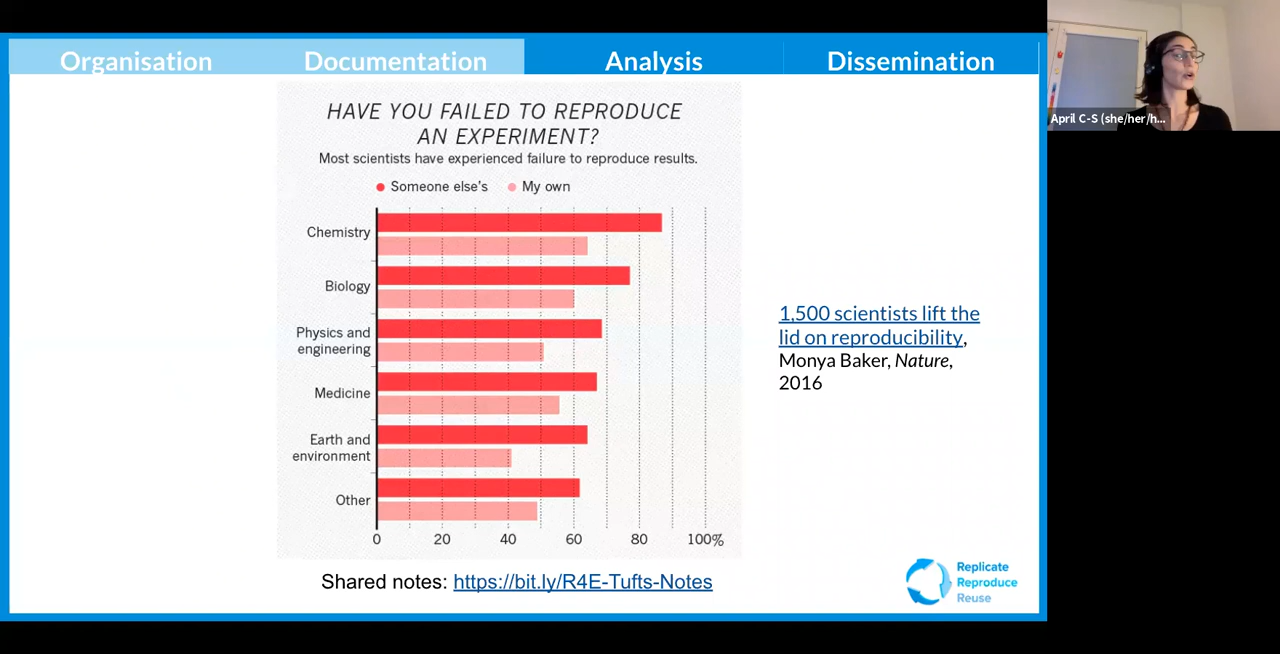 Organisation Documentation Analysis Dissemination
April C-S (she/her/h...
HAVE YOU FAILED TO REPRODUCE
AN EXPERIMENT?
Most scientists have experienced failure to reproduce results.
Someone else's My own
Chemistry
Biology
Physics and
engineering
Medicine
Earth and
environment
Other
0 20 40 60 80 100%
1,500 scientists lift the
lid on reproducibility,
Monya Baker, Nature,
2016
Shared notes: https://bit.ly/R4E-Tufts-Notes
Replicate
Reproduce
Reuse